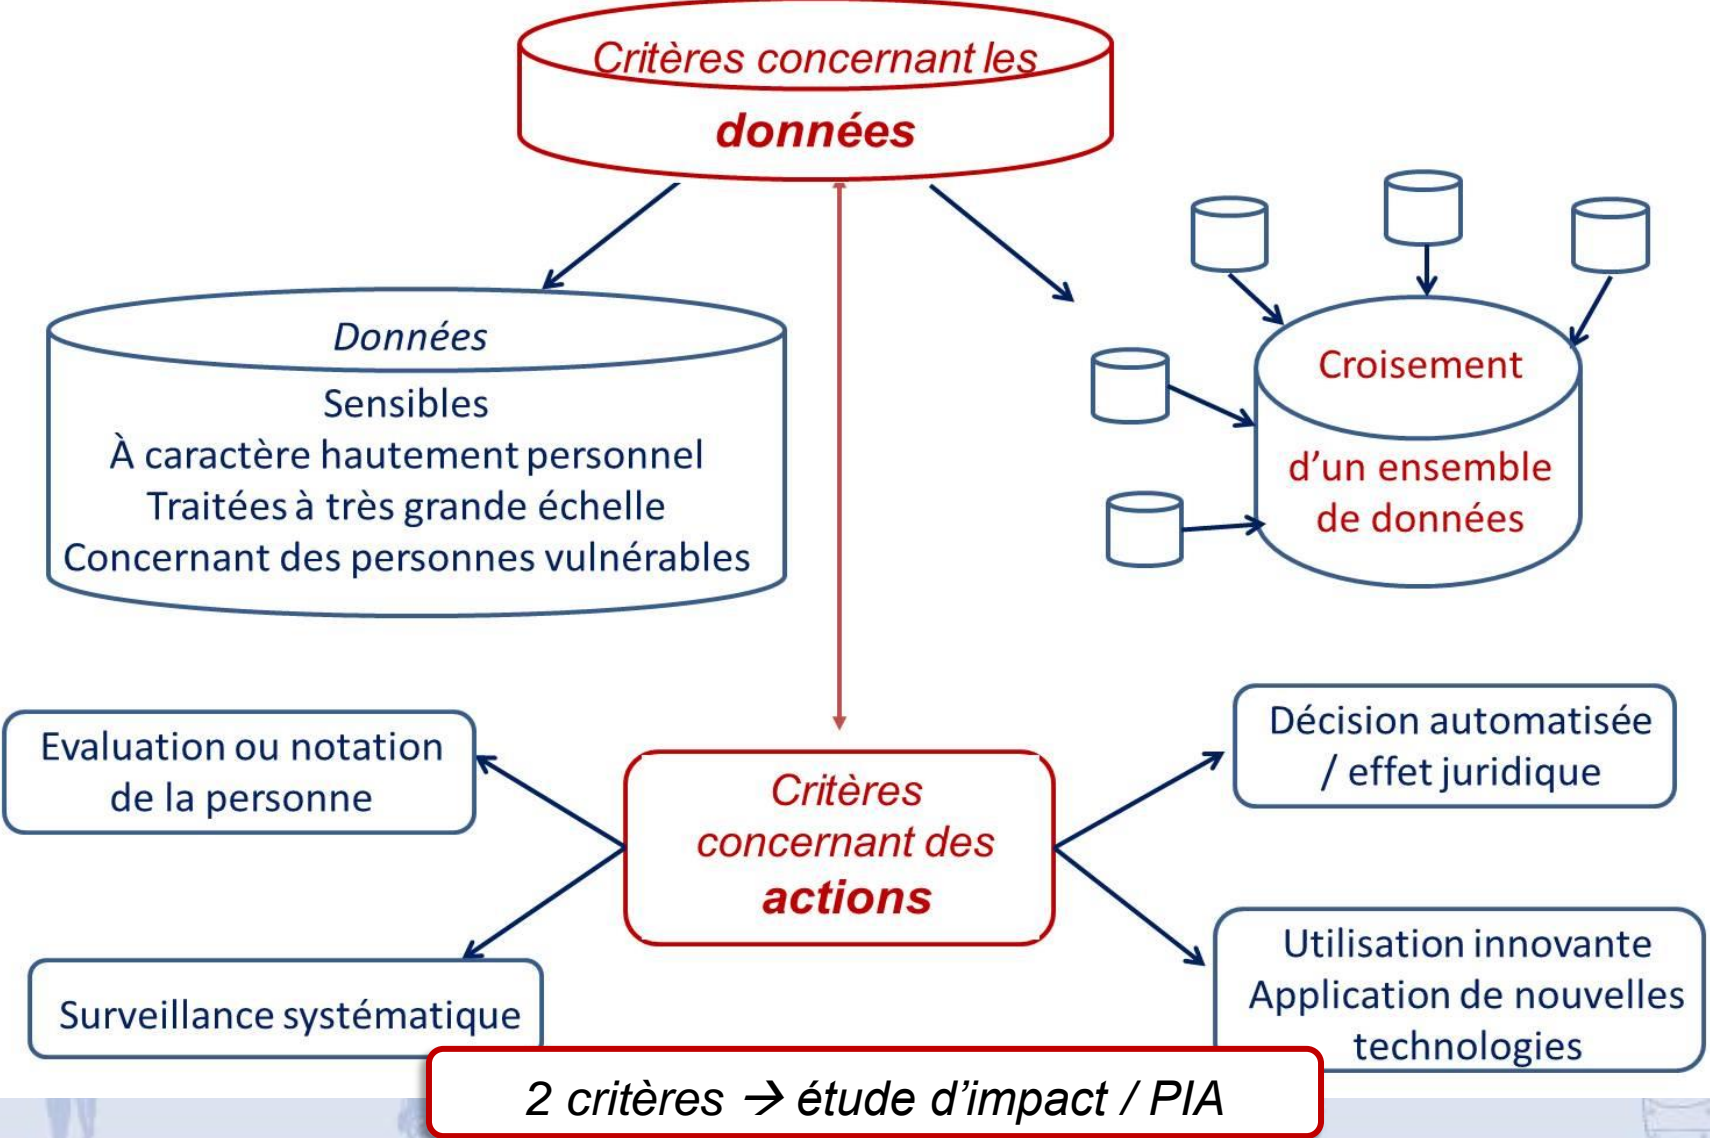 Critères concernant les
données
Données
Sensibles
À caractère hautement personnel
Traitées à très grande échelle
Concernant des personnes vulnérables
Croisement
d’un ensemble
de données
Evaluation ou notation
de la personne
Critères
concernant des
actions
Décision automatisée
/ effet juridique
Surveillance systématique
Utilisation innovante
Application de nouvelles
technologies
2 critères → étude d’impact / PIA